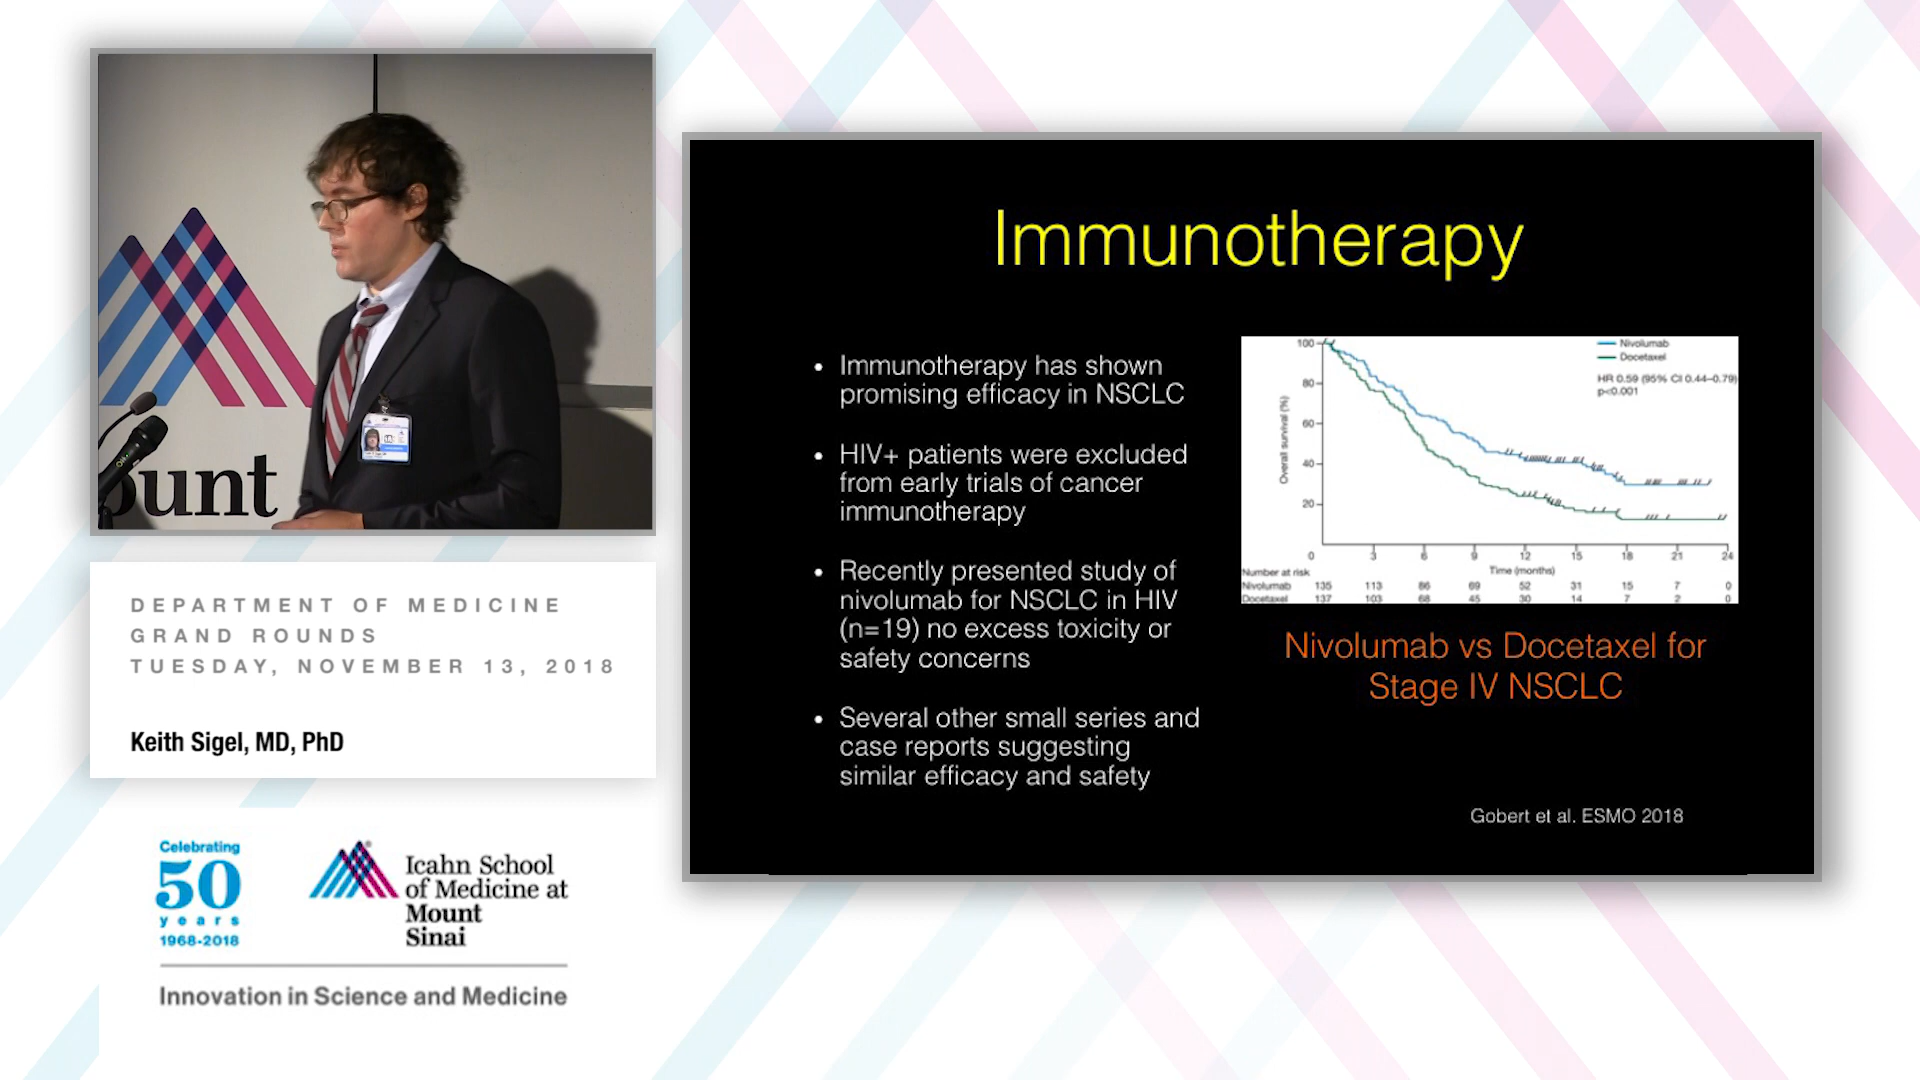 ount
DEPARTMENT OF MEDICINE
GRAND ROUNDS
TUESDAY, NOVEMBER 13, 2018
Keith Sigel, MD, PhD
Celebrating
50
years
1968-2018
Icahn School
of Medicine at
Mount
Sinai
Innovation in Science and Medicine
Immunotherapy
• Immunotherapy has shown
promising efficacy in NSCLC
• HIV+ patients were excluded
from early trials of cancer
immunotherapy
• Recently presented study of
nivolumab for NSCLC in HIV
(n=19) no excess toxicity or
safety concerns
• Several other small series and
case reports suggesting
similar efficacy and safety
Nivolumab
Docetaxel
HR 0.59 (95% CI 0.44–0.79)
p<0.001
Overall survival (%)
100
80
60
40
20
0 3 6 9 12 15 18 21 24
Time (months)
Number at risk
Nivolumab 135 113 86 69 52 31 15 7 0
Docetaxel 137 103 68 45 30 14 7 2 0
Nivolumab vs Docetaxel for
Stage IV NSCLC
Gobert et al. ESMO 2018